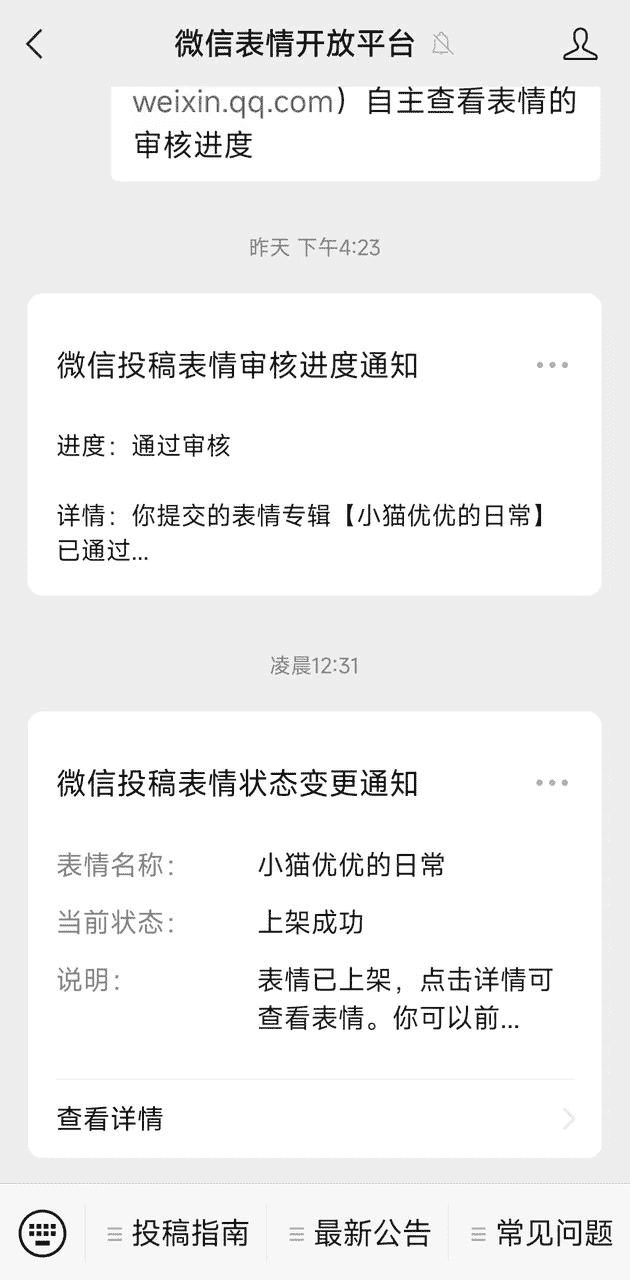 微信表情开放平台
weixin.qq.com）自主查看表情的
审核进度
昨天 下午4:23
微信投稿表情审核进度通知
进度：通过审核
详情：你提交的表情专辑【小猫优优的日常】
已通过...
凌晨12:31
微信投稿表情状态变更通知
表情名称：小猫优优的日常
当前状态：上架成功
说明：表情已上架，点击详情可
查看表情。你可以前...
查看详情
投稿指南 最新公告 常见问题